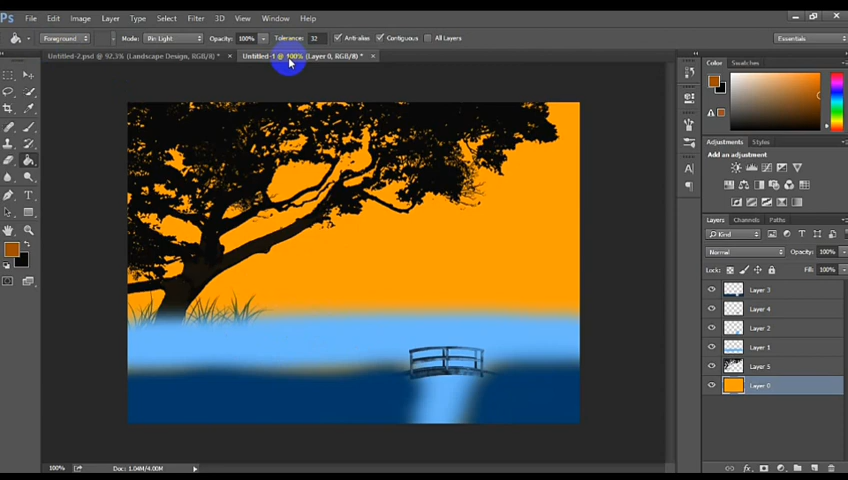 Ps File Edit Image Layer Type Select Filter 3D View Window Help
Foreground Mode: Pin Light Opacity: 100% Tolerance: 32 Anti-alias Contiguous All Layers Essentials
Untitled-2.psd @ 92,3% (Landscape Design, RGB/8) * × Untitled-1 @ 100% (Layer 0, RGB/8) * ×
Color Swatches
Adjustments Styles
Add an adjustment
Layers Channels Paths
Kind
Normal Opacity: 100%
Lock: Fill: 100%
Layer 3
Layer 4
Layer 2
Layer 1
Layer 5
Layer 0
100% Doc: 1.04M/4.00M